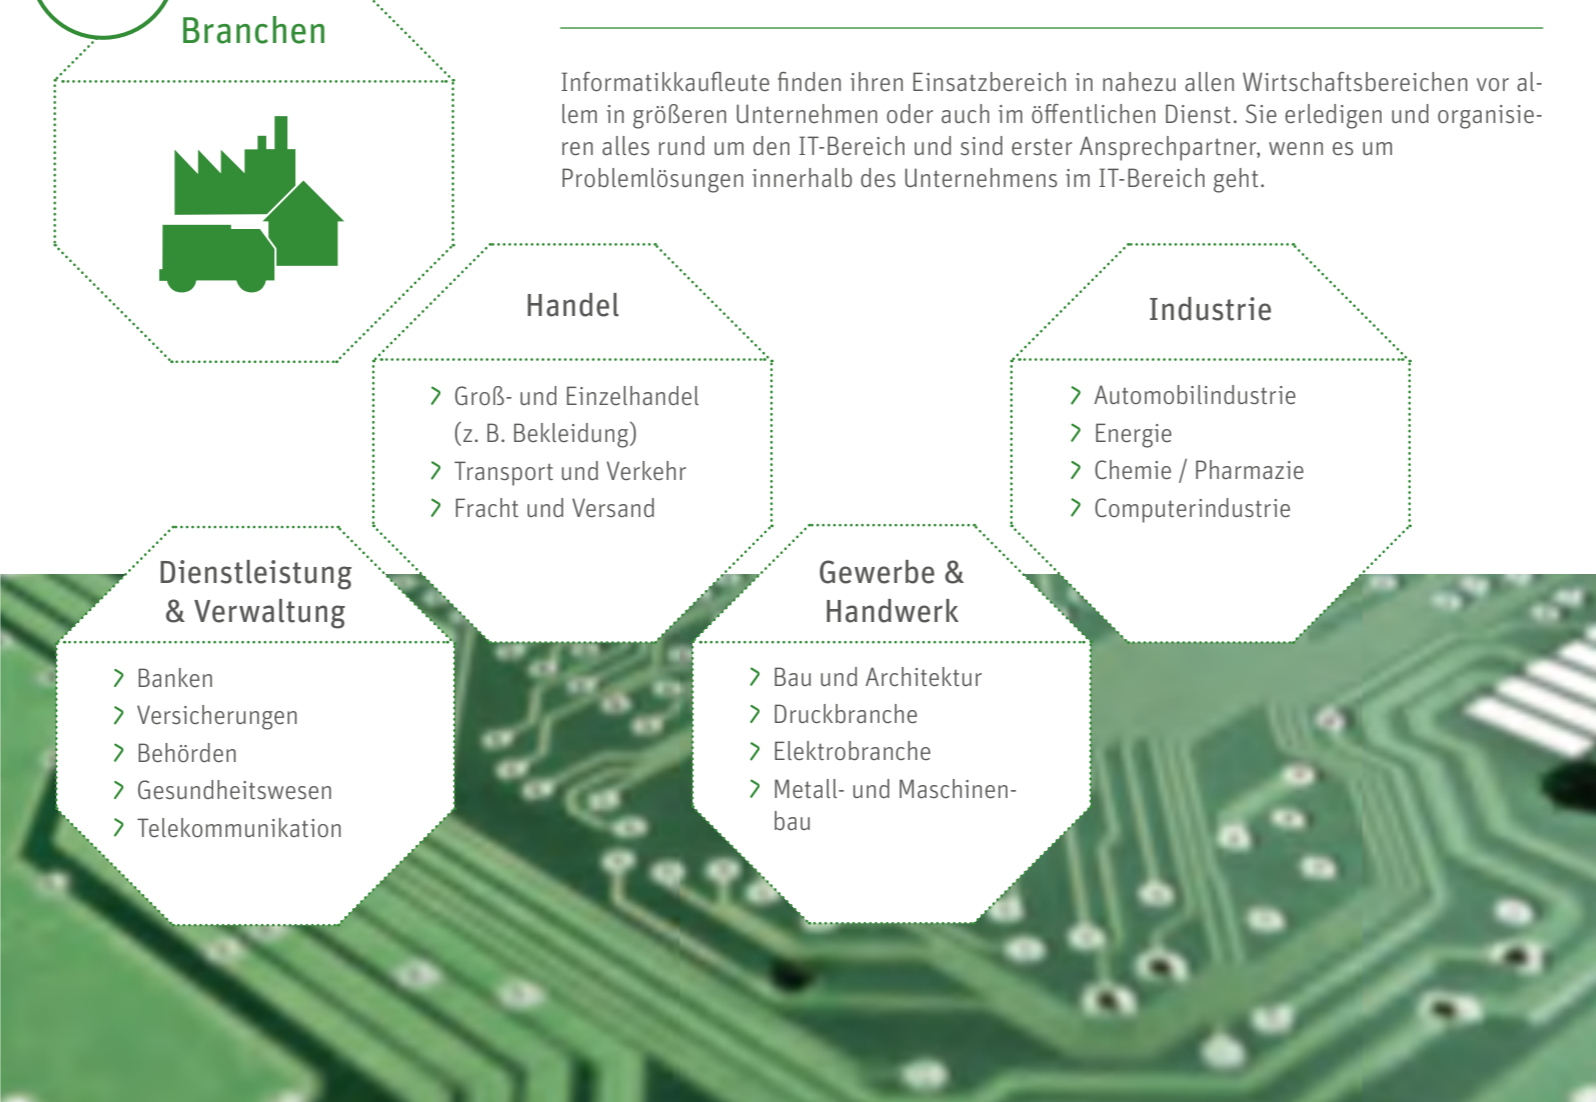 Branchen
Informatikkaufleute finden ihren Einsatzbereich in nahezu allen Wirtschaftsbereichen vor al-
lem in größeren Unternehmen oder auch im öffentlichen Dienst. Sie erledigen und organisie-
ren alles rund um den IT-Bereich und sind erster Ansprechpartner, wenn es um
Problemlösungen innerhalb des Unternehmens im IT-Bereich geht.
Handel
Groß- und Einzelhandel
(z. B. Bekleidung)
Transport und Verkehr
Fracht und Versand
Industrie
Automobilindustrie
Energie
Chemie / Pharmazie
Computerindustrie
Dienstleistung
& Verwaltung
Banken
Versicherungen
Behörden
Gesundheitswesen
Telekommunikation
Gewerbe &
Handwerk
Bau und Architektur
Druckbranche
Elektrobranche
Metall- und Maschinen-
bau